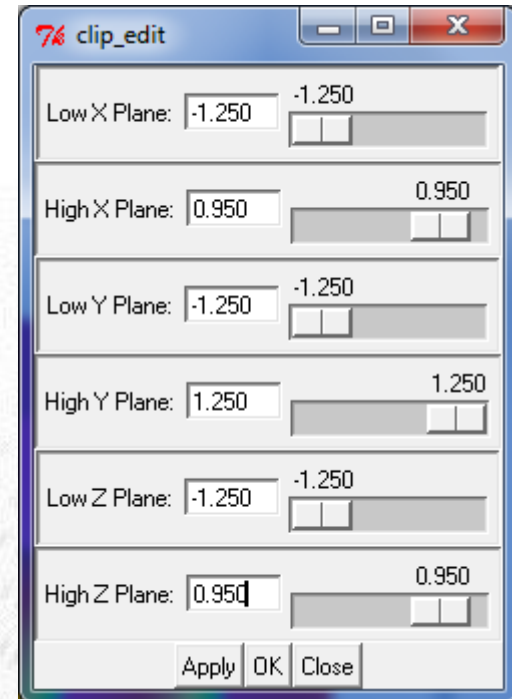 7k clip_edit
-1.250
Low X Plane: -1.250
0.950
High X Plane: 0.950
-1.250
Low Y Plane: -1.250
1.250
High Y Plane: 1.250
-1.250
Low Z Plane: -1.250
0.950
High Z Plane: 0.950
Apply OK Close